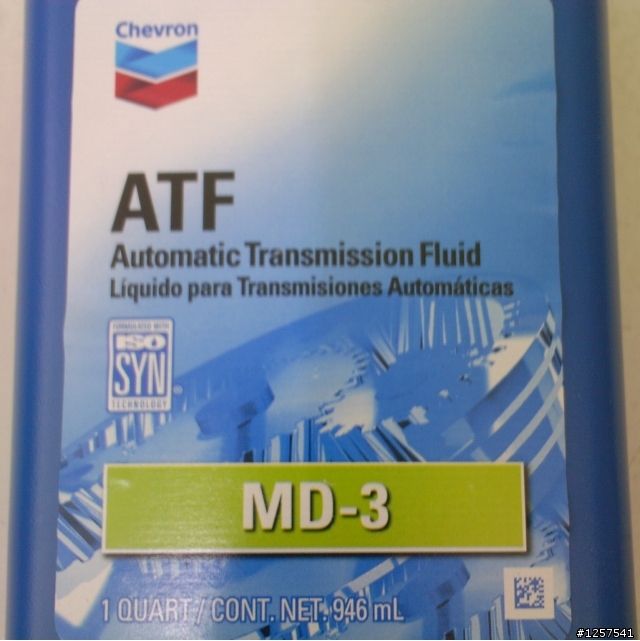 Chevron
ATF
Automatic Transmission Fluid
Líquido para Transmisiones Automáticas
FORMULATED WITH
ISO
SYN
TECHNOLOGY
MD-3
1 QUART / CONT. NET. 946 mL
#1257541